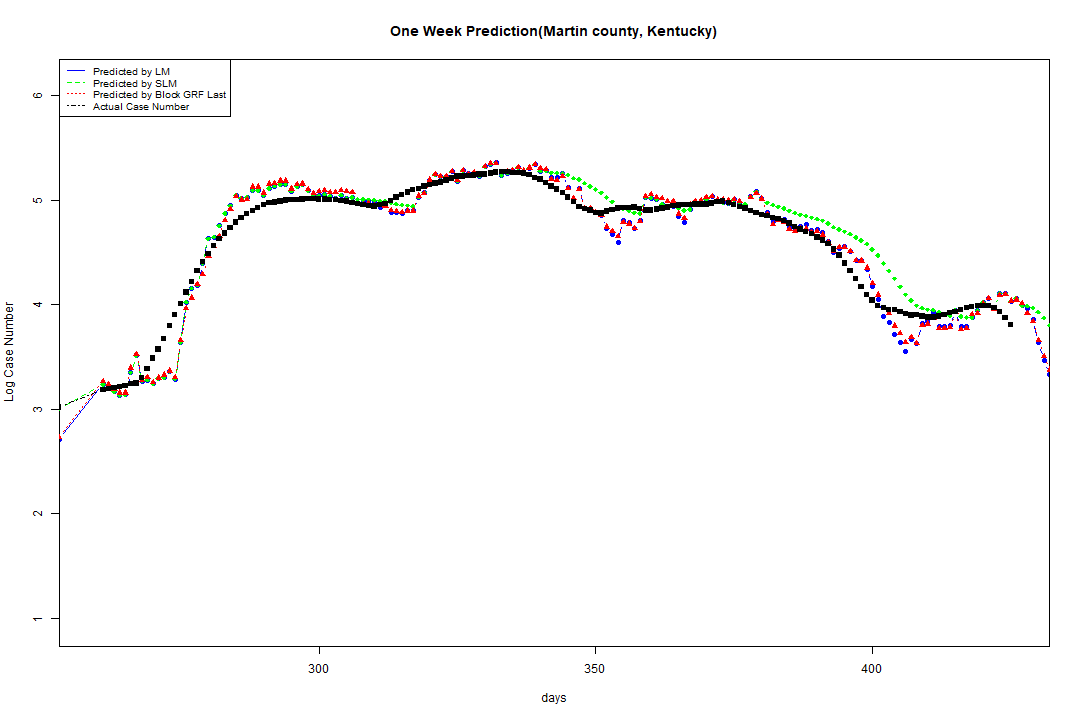 One Week Prediction(Martin county, Kentucky)
Predicted by LM
Predicted by SLM
Predicted by Block GRF Last
Actual Case Number
6
5
4
3
2
1
Log Case Number
300 350 400
days